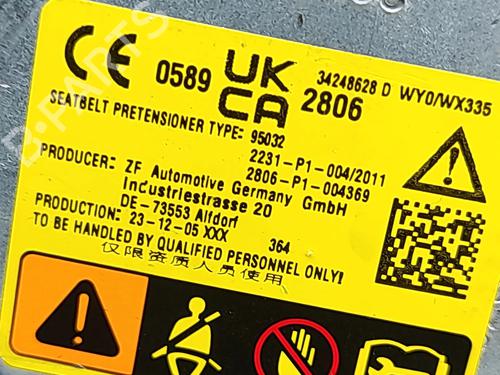 CE 0589 UK CA 2806 34248628 D WY0/WX335
SEATBELT PRETENSIONER TYPE: 95032
2231-P1-004/2011
2806-P1-004369
PRODUCER: ZF Automotive Germany GmbH
Industriestrasse 20
DE-73553 Alfdorf
PRODUCTION: 23-12-05 XXX 364
TO BE HANDLED BY QUALIFIED PERSONNEL ONLY!
仅限资质人员使用
B-PARTS